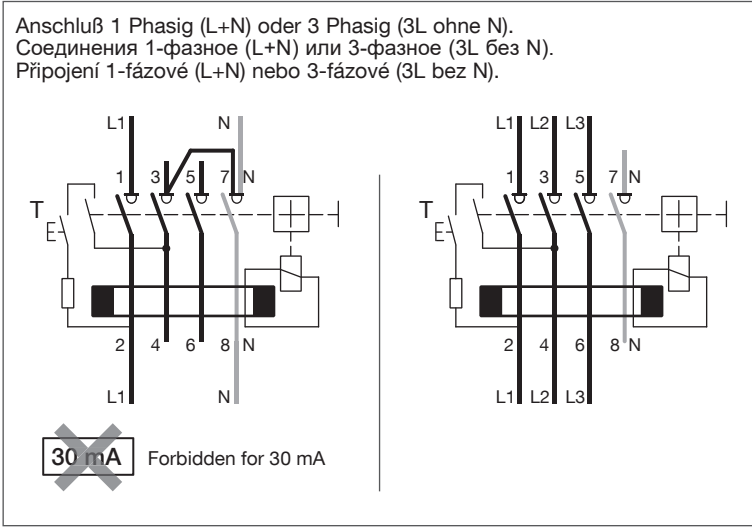 Anschluß 1 Phasig (L+N) oder 3 Phasig (3L ohne N).
Соединения 1-фазное (L+N) или 3-фазное (3L без N).
Připojení 1-fázové (L+N) nebo 3-fázové (3L bez N).
L1 N
1 3 5 7 N
T
2 4 6 8 N
L1 N
30 mA Forbidden for 30 mA
L1 L2 L3
1 3 5 7 N
T
2 4 6 8 N
L1 L2 L3